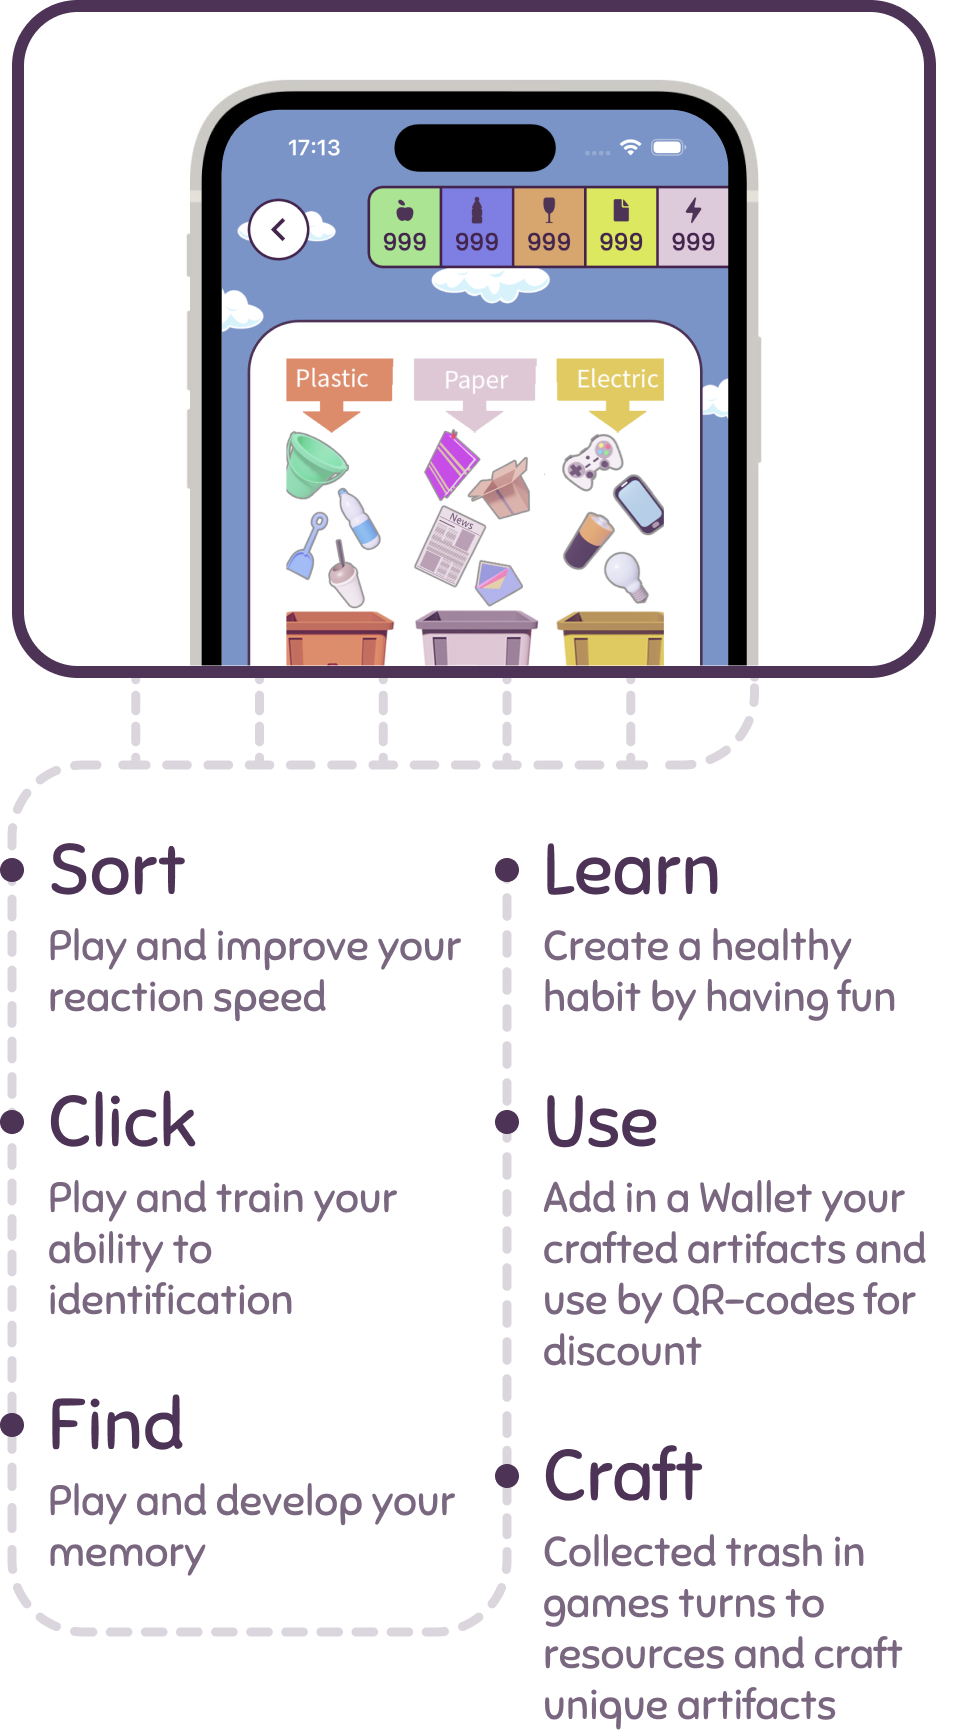 17:13
999 999 999 999 999
Plastic Paper Electric
News
Sort
Play and improve your
reaction speed
Click
Play and train your
ability to
identification
Find
Play and develop your
memory
Learn
Create a healthy
habit by having fun
Use
Add in a Wallet your
crafted artifacts and
use by QR-codes for
discount
Craft
Collected trash in
games turns to
resources and craft
unique artifacts